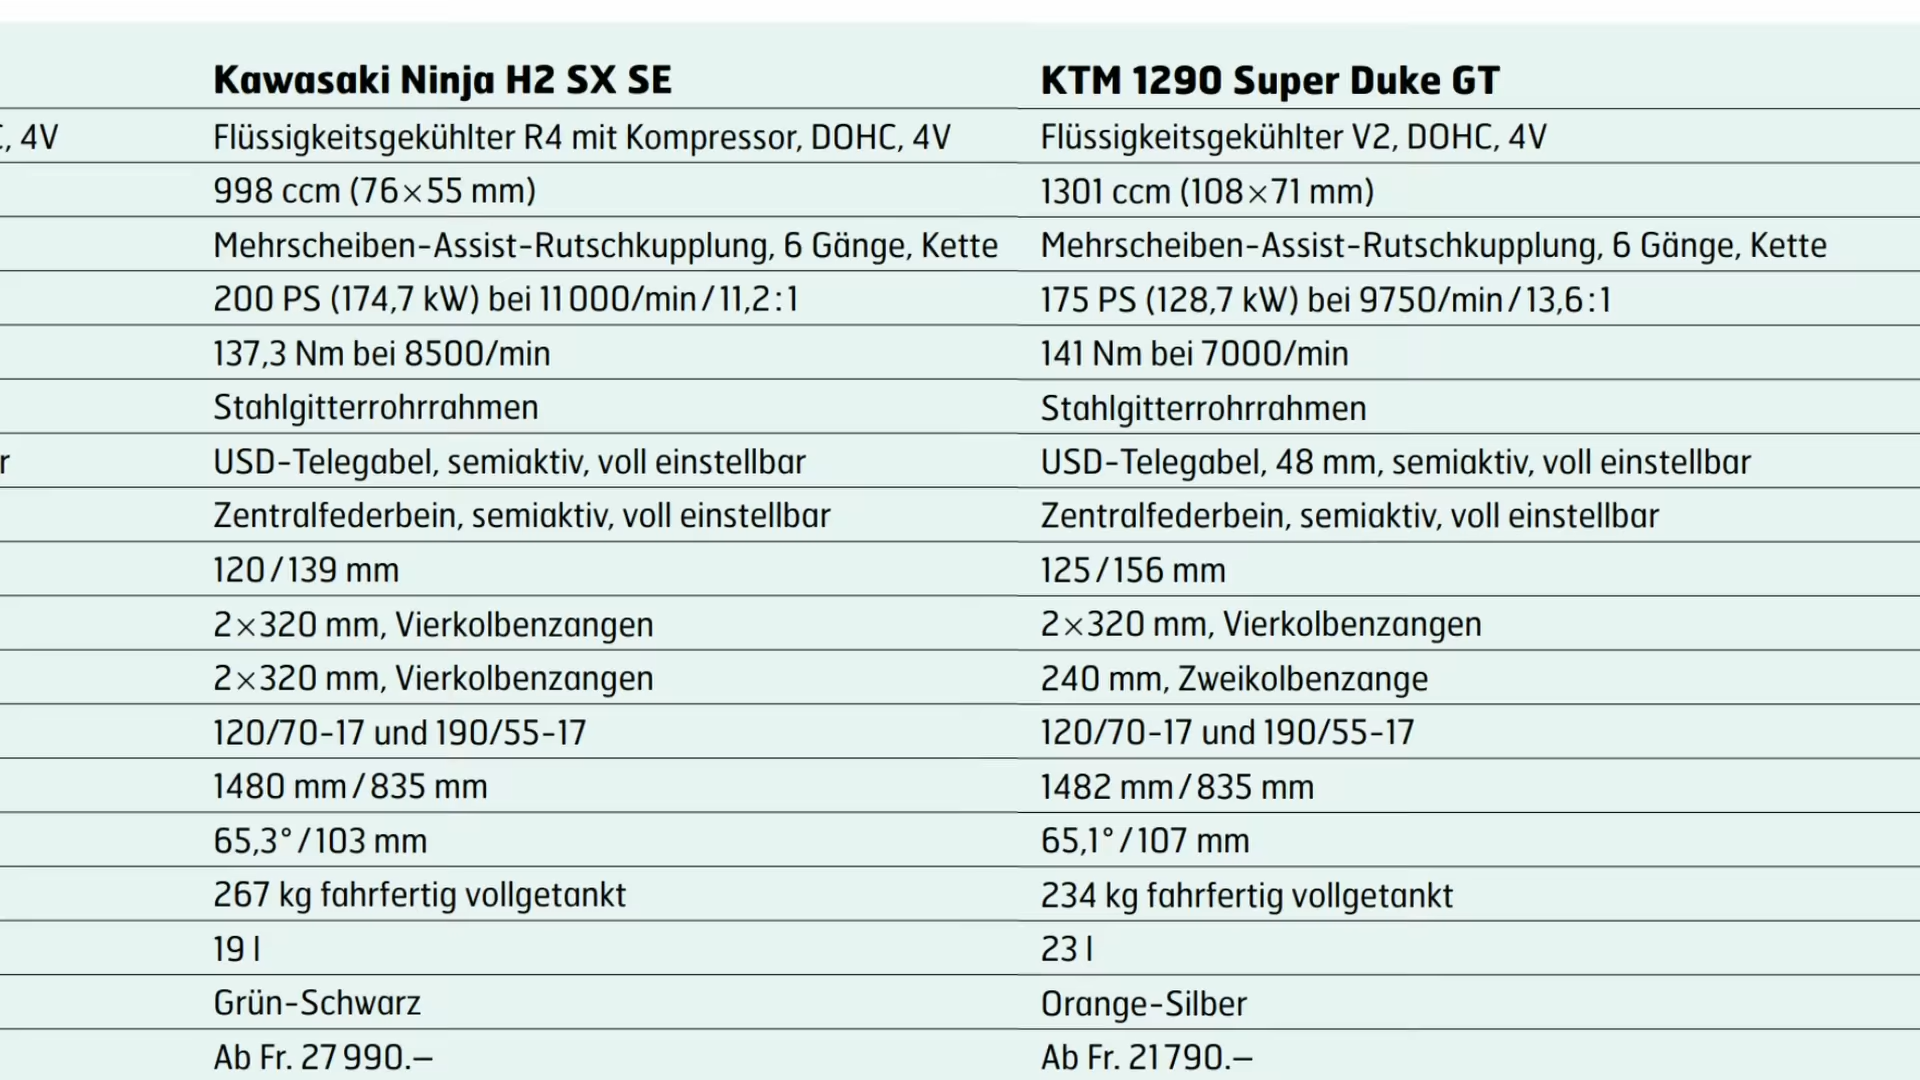 Kawasaki Ninja H2 SX SE KTM 1290 Super Duke GT
, 4V Flüssigkeitsgekühlter R4 mit Kompressor, DOHC, 4V Flüssigkeitsgekühlter V2, DOHC, 4V
998 ccm (76×55 mm) 1301 ccm (108×71 mm)
Mehrscheiben-Assist-Rutschkupplung, 6 Gänge, Kette Mehrscheiben-Assist-Rutschkupplung, 6 Gänge, Kette
200 PS (174,7 kW) bei 11 000/min / 11,2:1 175 PS (128,7 kW) bei 9750/min / 13,6:1
137,3 Nm bei 8500/min 141 Nm bei 7000/min
Stahlgitterrohrrahmen Stahlgitterrohrrahmen
r USD-Telegabel, semiaktiv, voll einstellbar USD-Telegabel, 48 mm, semiaktiv, voll einstellbar
Zentralfederbein, semiaktiv, voll einstellbar Zentralfederbein, semiaktiv, voll einstellbar
120 / 139 mm 125 / 156 mm
2×320 mm, Vierkolbenzangen 2×320 mm, Vierkolbenzangen
2×320 mm, Vierkolbenzangen 240 mm, Zweikolbenzange
120/70-17 und 190/55-17 120/70-17 und 190/55-17
1480 mm / 835 mm 1482 mm / 835 mm
65,3° / 103 mm 65,1° / 107 mm
267 kg fahrfertig vollgetankt 234 kg fahrfertig vollgetankt
19 l 23 l
Grün-Schwarz Orange-Silber
Ab Fr. 27 990.– Ab Fr. 21 790.–